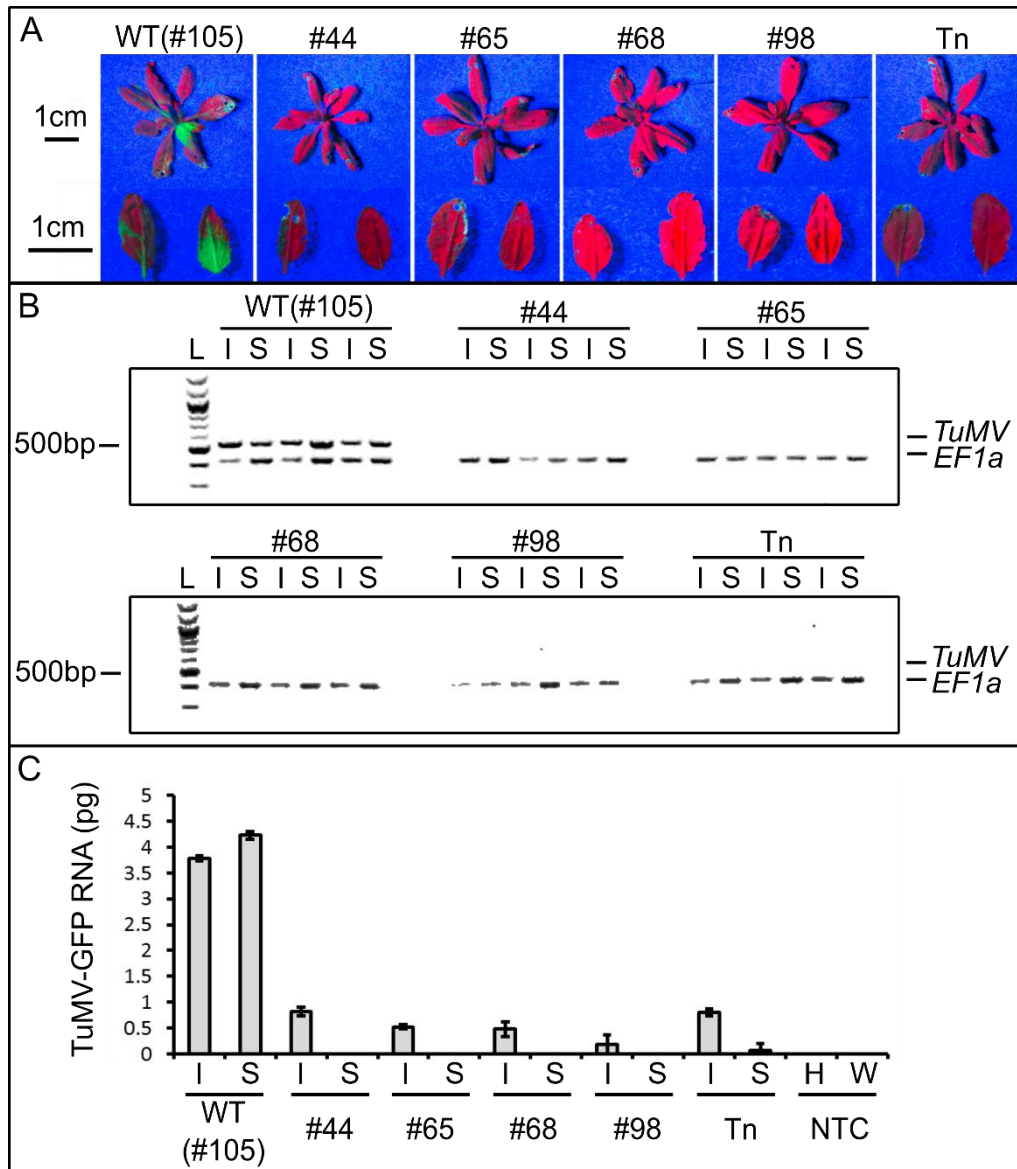 A
WT(#105) #44 #65 #68 #98 Tn
1cm
1cm
B
WT(#105) #44 #65
L I S I S I S I S I S I S I S I S I S
500bp
TuMV
EF1a
#68 #98 Tn
L I S I S I S I S I S I S I S I S I S
500bp
TuMV
EF1a
C
TuMV-GFP RNA (pg)
5
4.5
4
3.5
3
2.5
2
1.5
1
0.5
0
I S I S I S I S I S I S H W
WT
(#105) #44 #65 #68 #98 Tn NTC